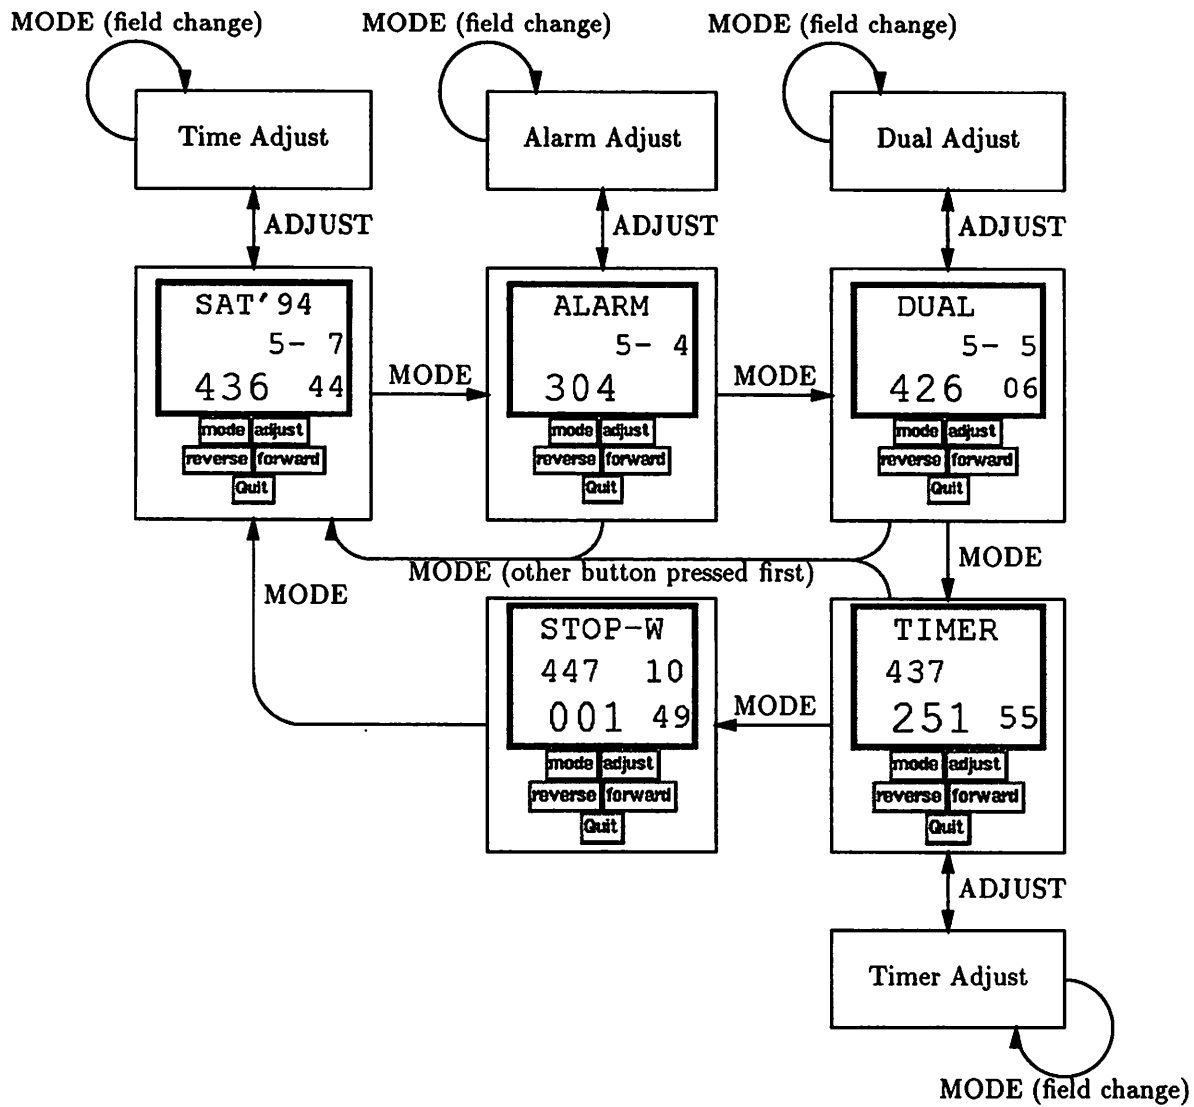 MODE (field change)
MODE (field change)
MODE (field change)
Time Adjust
Alarm Adjust
Dual Adjust
ADJUST
ADJUST
ADJUST
SAT'94
5- 7
436 44
mode adjust
reverse forward
Quit
MODE
ALARM
5- 4
304
mode adjust
reverse forward
Quit
MODE
DUAL
5- 5
426 06
mode adjust
reverse forward
Quit
MODE (other button pressed first)
MODE
MODE
STOP-W
447 10
001 49
mode adjust
reverse forward
Quit
MODE
TIMER
437
251 55
mode adjust
reverse forward
Quit
ADJUST
Timer Adjust
MODE (field change)